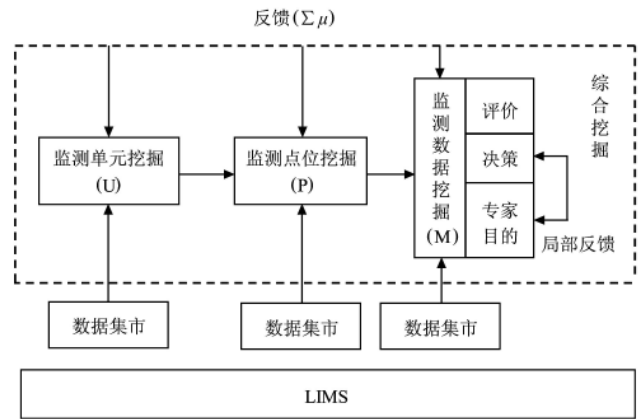 反馈(Σμ)
监测单元挖掘
(U)
监测点位挖掘
(P)
监测数据挖掘
(M)
评价
决策
专家
目的
综合挖掘
局部反馈
数据集市
数据集市
数据集市
LIMS